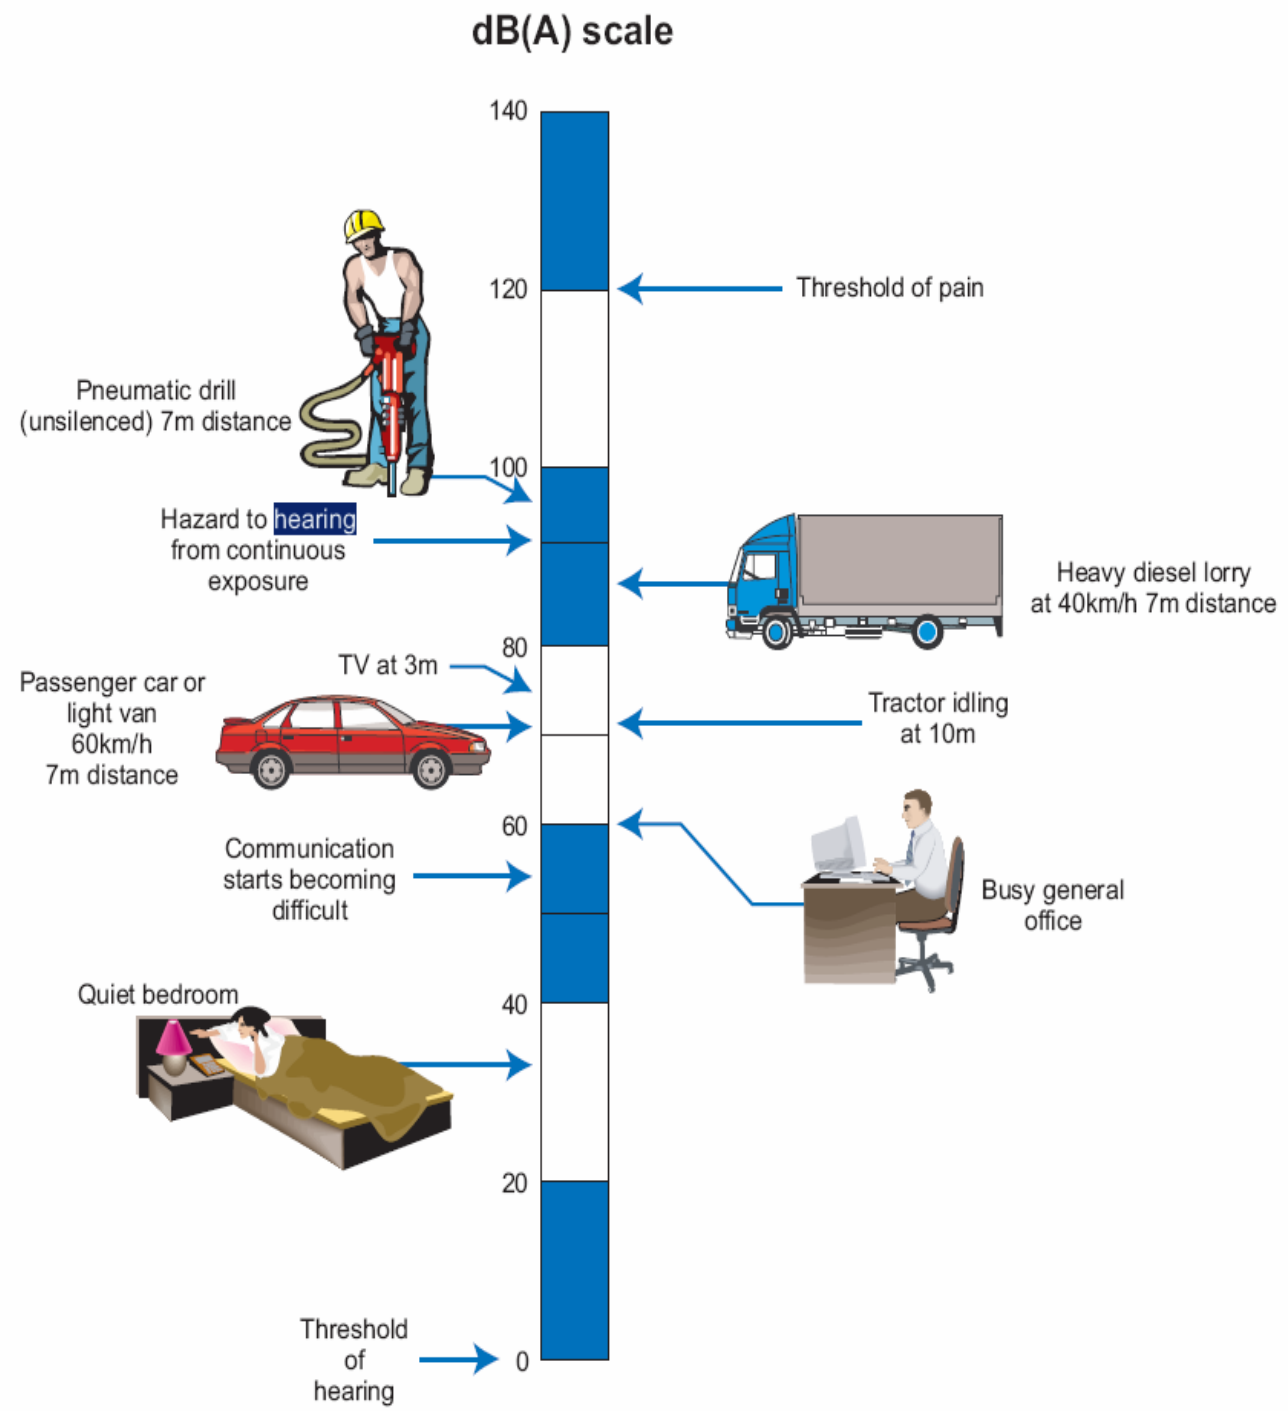 dB(A) scale
140
120
Threshold of pain
Pneumatic drill
(unsilenced) 7m distance
100
Hazard to hearing
from continuous
exposure
Heavy diesel lorry
at 40km/h 7m distance
80
TV at 3m
Passenger car or
light van
60km/h
7m distance
Tractor idling
at 10m
60
Communication
starts becoming
difficult
Busy general
office
Quiet bedroom
40
20
Threshold
of
hearing
0